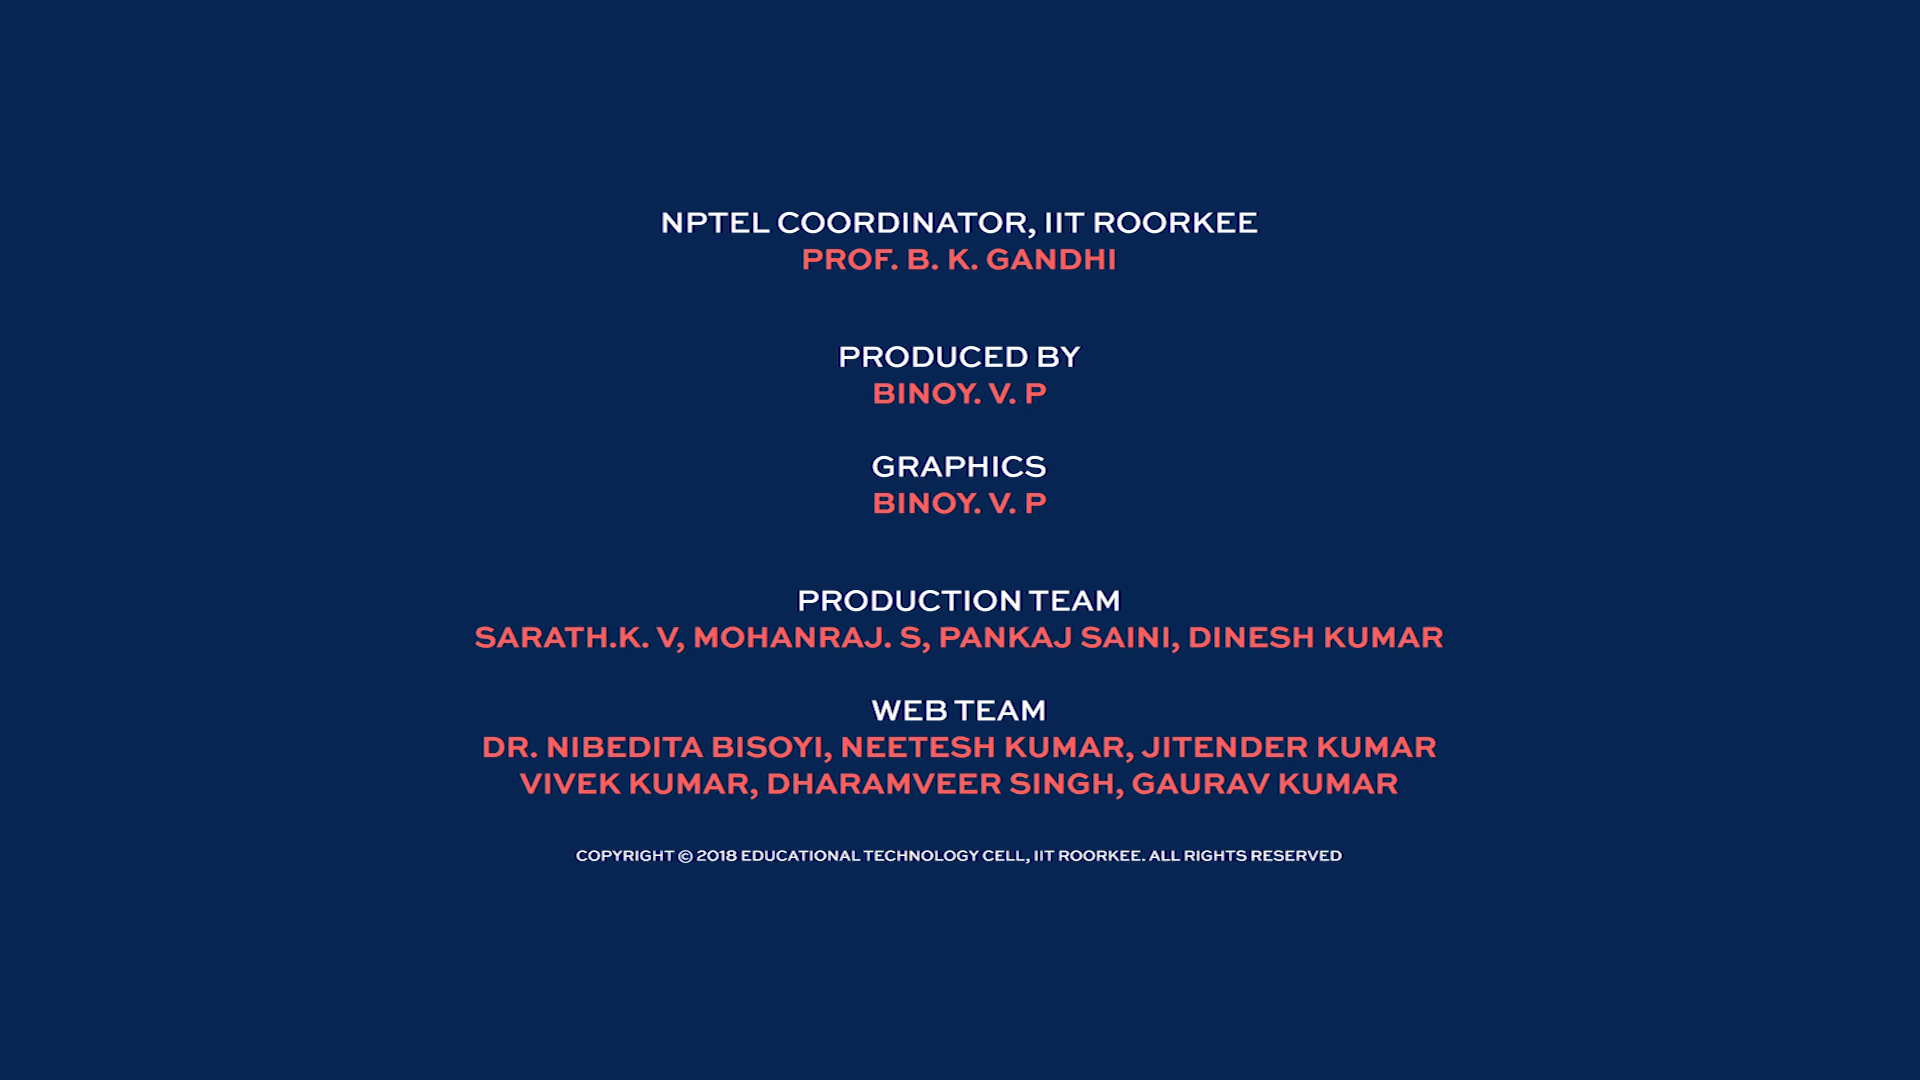 NPTEL COORDINATOR, IIT ROORKEE
PROF. B. K. GANDHI
PRODUCED BY
BINOY. V. P
GRAPHICS
BINOY. V. P
PRODUCTION TEAM
SARATH.K. V, MOHANRAJ. S, PANKAJ SAINI, DINESH KUMAR
WEB TEAM
DR. NIBEDITA BISOYI, NEETESH KUMAR, JITENDER KUMAR
VIVEK KUMAR, DHARAMVEER SINGH, GAURAV KUMAR
COPYRIGHT © 2018 EDUCATIONAL TECHNOLOGY CELL, IIT ROORKEE. ALL RIGHTS RESERVED